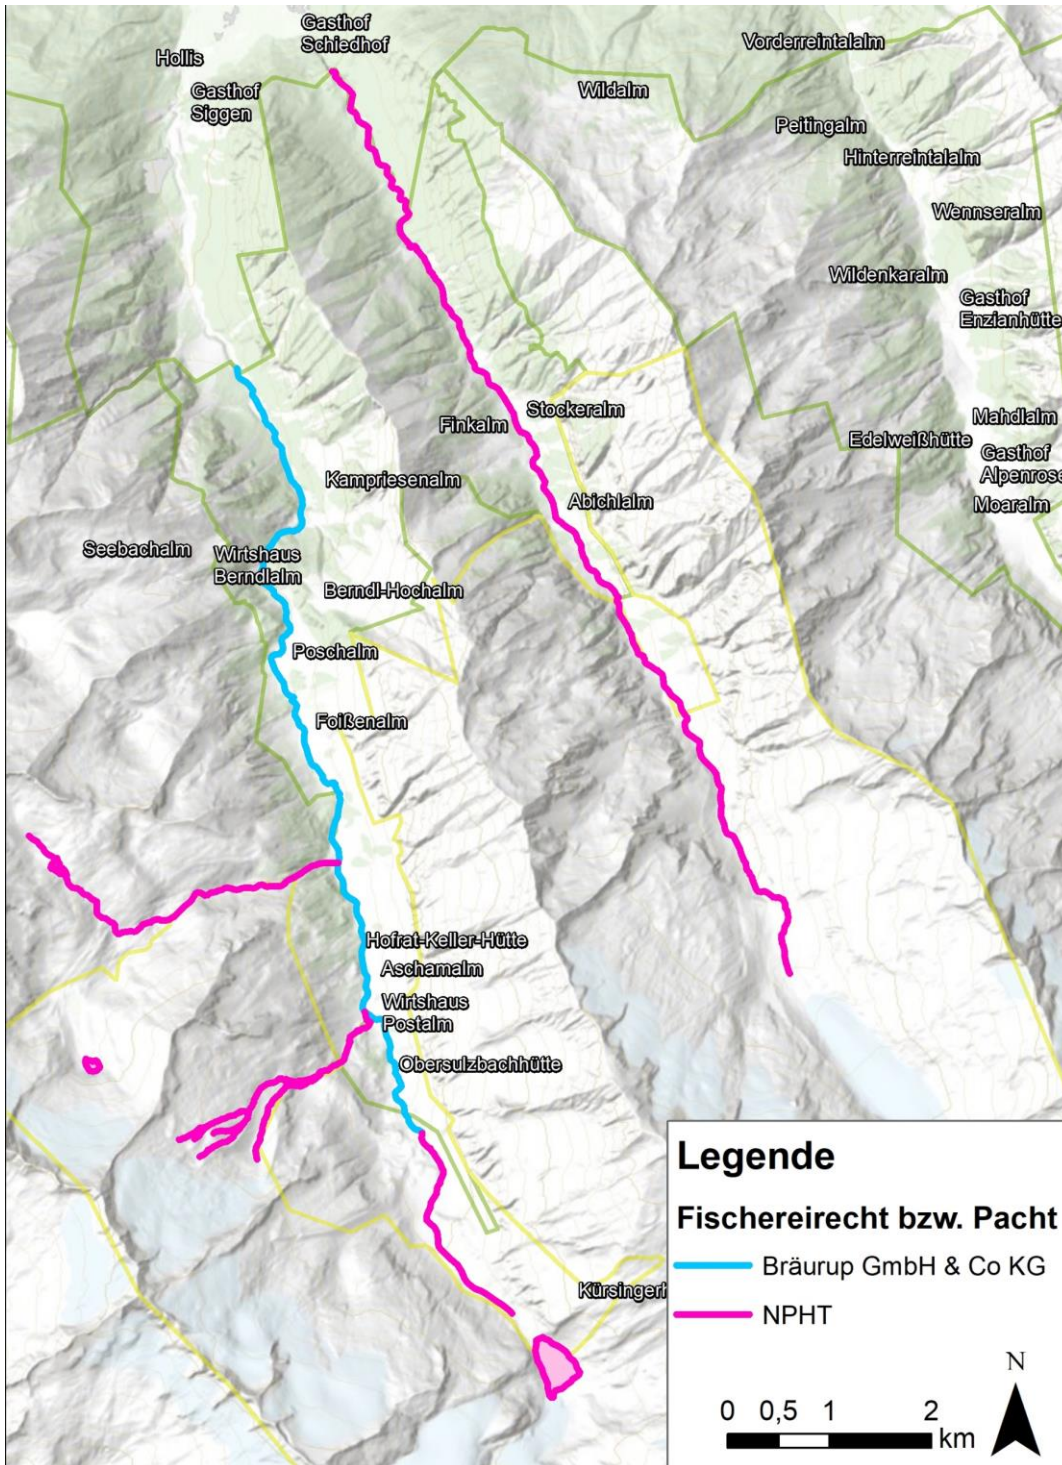 Gasthof
Schiedhof
Hollis
Gasthof
Siggen
Vorderreintalalm
Wildalm
Peitingalm
Hinterreintalalm
Wennseralm
Wildenkaralm
Gasthof
Enzianhütte
Stockeralm
Finkalm
Mahdlalm
Edelweißhütte
Gasthof
Alpenrose
Kampriesenalm
Abichlalm
Moaralm
Seebachalm
Wirtshaus
Berndlalm
Berndl-Hochalm
Poschalm
Foißenalm
Hofrat-Keller-Hütte
Aschamalm
Wirtshaus
Postalm
Obersulzbachhütte
Kürsingerh
Legende
Fischereirecht bzw. Pacht
Bräurup GmbH & Co KG
NPHT
N
0 0,5 1 2
km